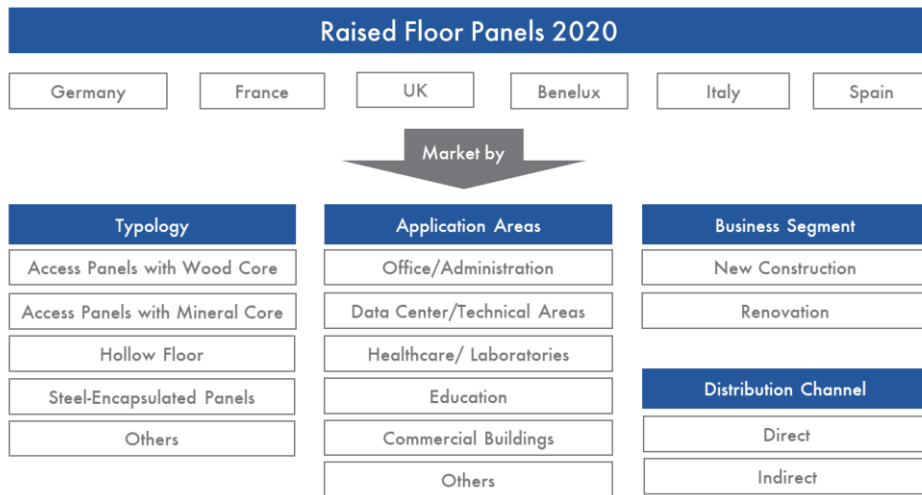 Raised Floor Panels 2020
Germany
France
UK
Benelux
Italy
Spain
Market by
Typology
Access Panels with Wood Core
Access Panels with Mineral Core
Hollow Floor
Steel-Encapsulated Panels
Others
Application Areas
Office/Administration
Data Center/Technical Areas
Healthcare/ Laboratories
Education
Commercial Buildings
Others
Business Segment
New Construction
Renovation
Distribution Channel
Direct
Indirect